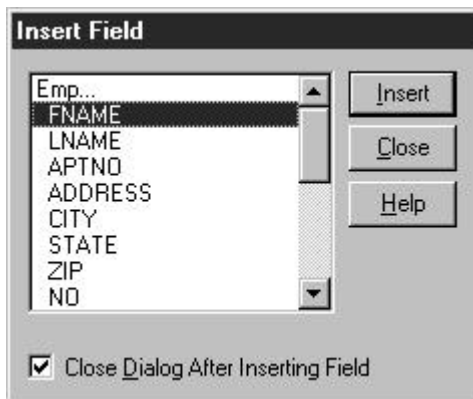 Insert Field
Emp...
FNAME
LNAME
APTNO
ADDRESS
CITY
STATE
ZIP
NO
Insert
Close
Help
Close Dialog After Inserting Field